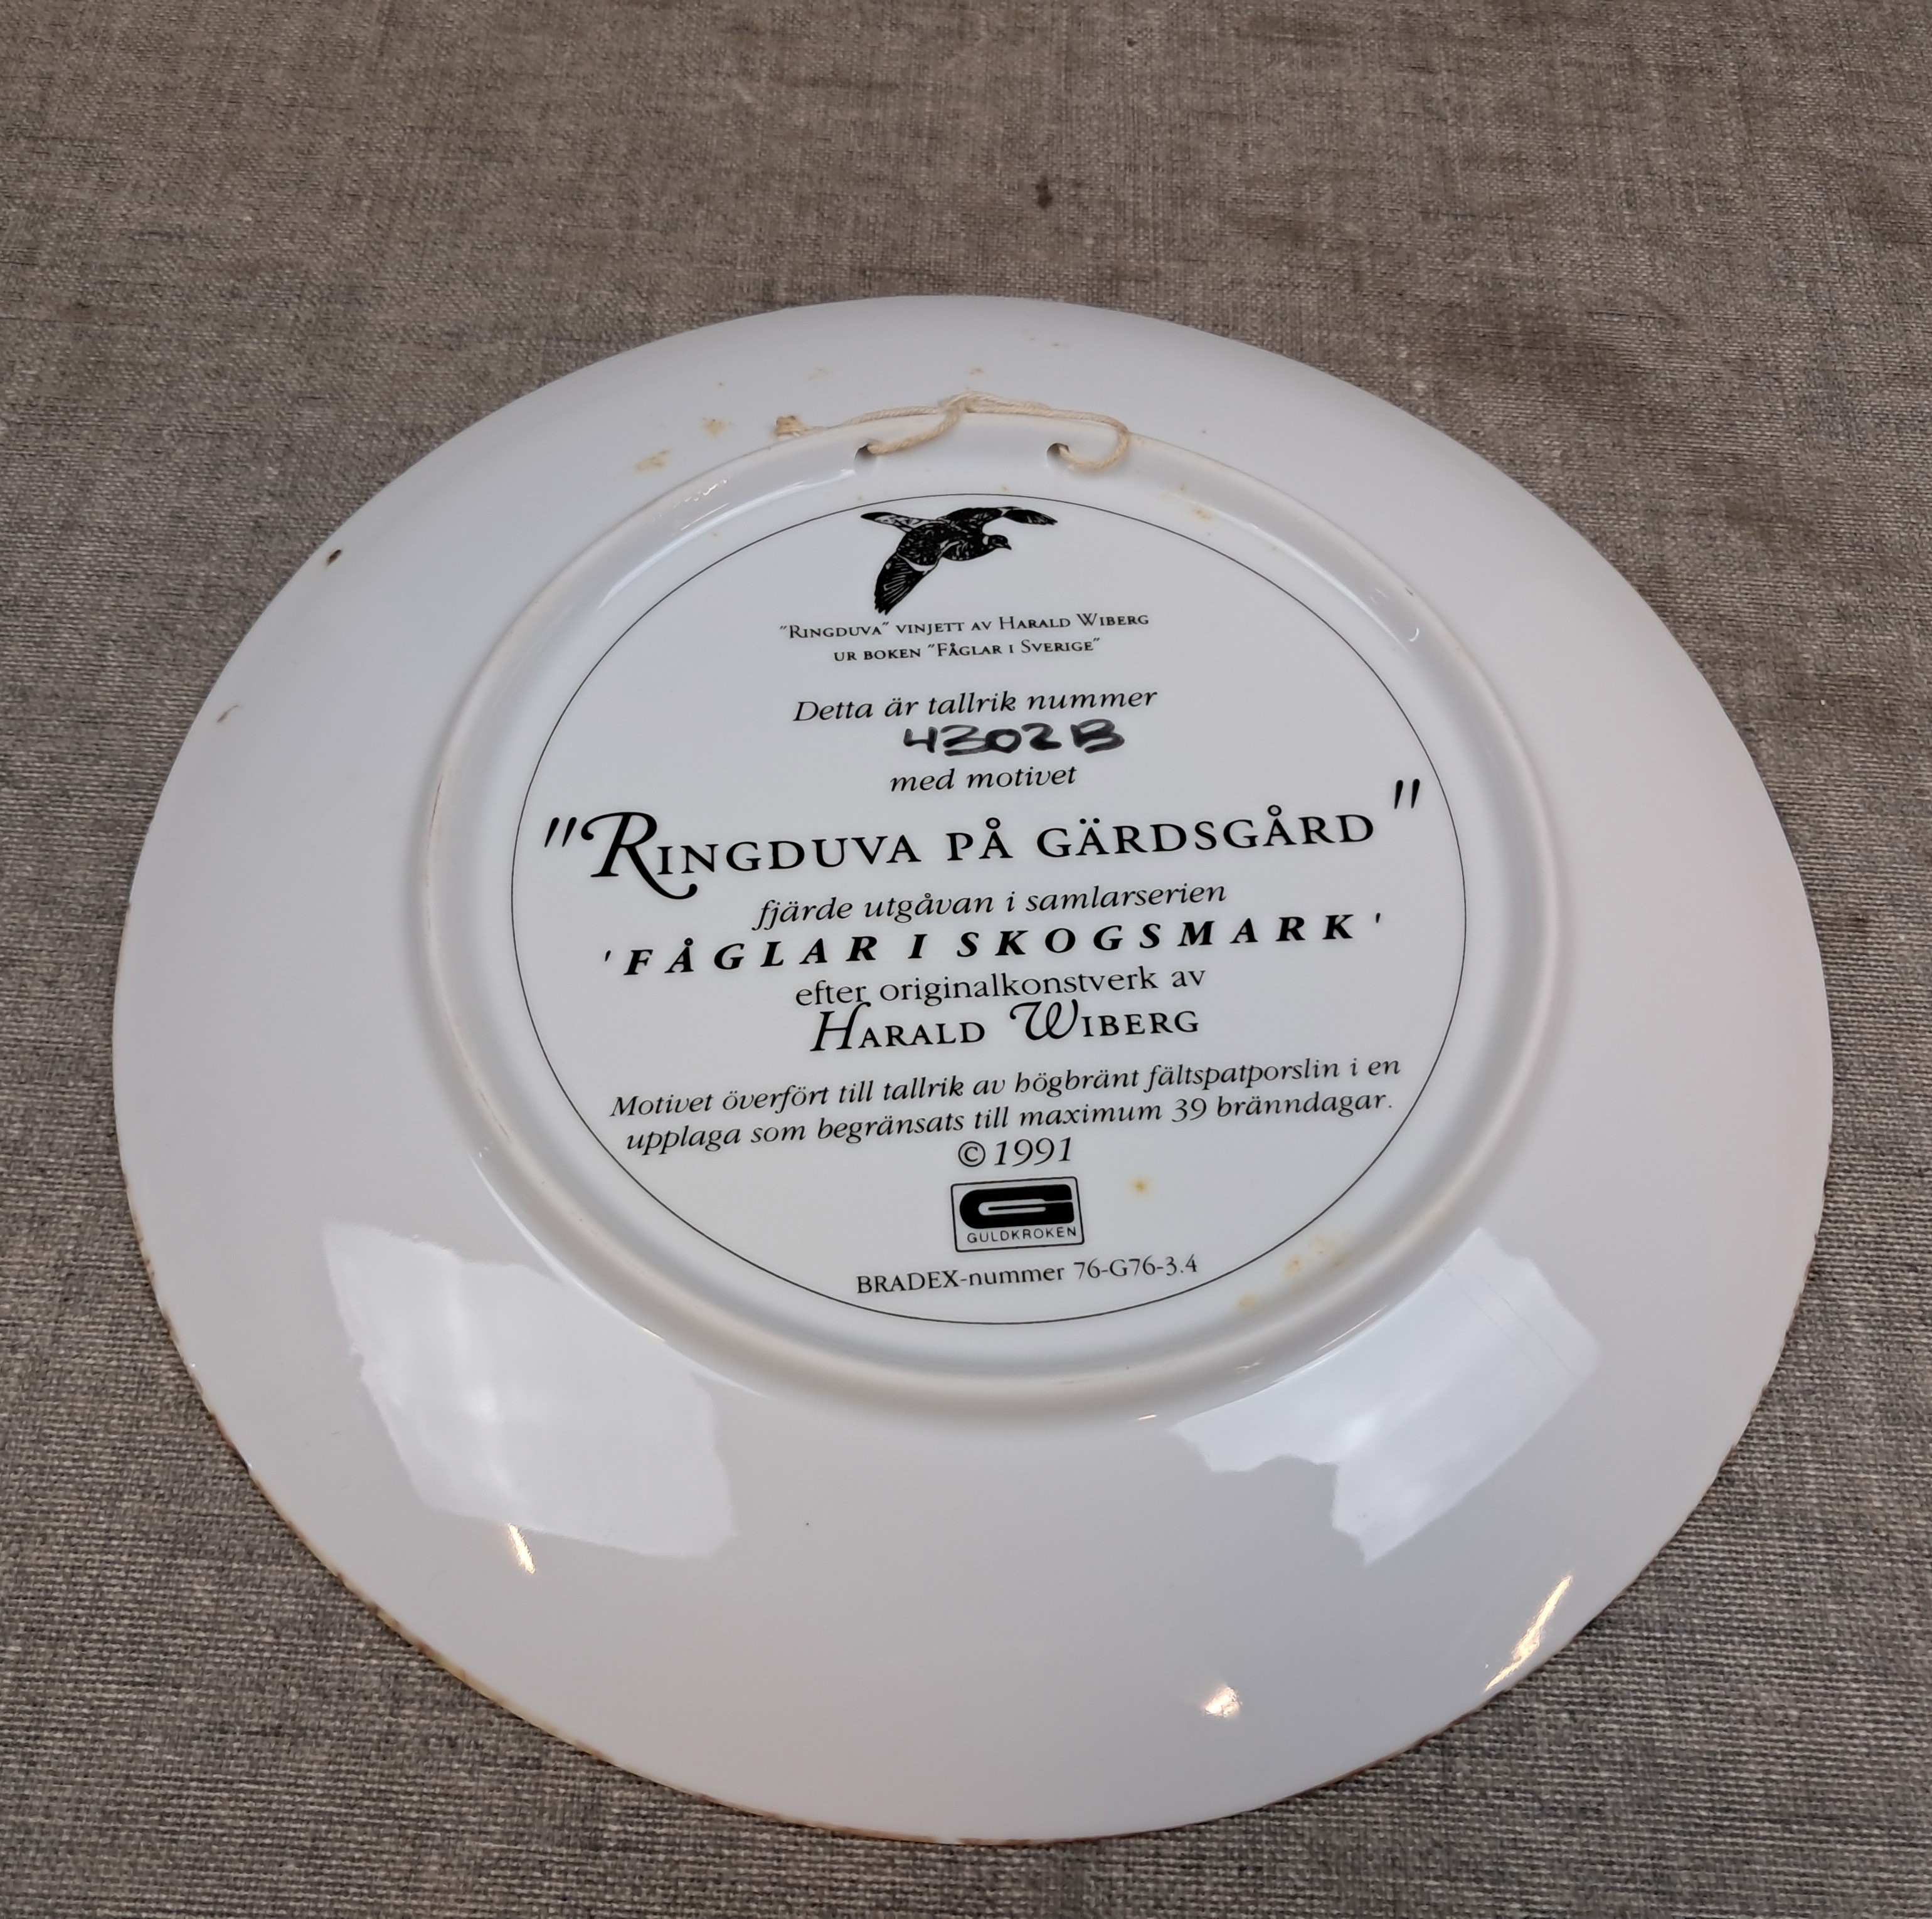 "Ringduva" vinjett av Harald Wiberg
ur boken "Fåglar i Sverige"
Detta är tallrik nummer
4302B
med motivet
"Ringduva på gärdsgård"
fjärde utgåvan i samlarserien
'FÅGLAR I SKOGSMARK'
efter originalkonstverk av
Harald Wiberg
Motivet överfört till tallrik av högbränt fältspatporslin i en
upplaga som begränsats till maximum 39 bränndagar.
© 1991
G
GULDKROKEN
BRADEX-nummer 76-G76-3.4